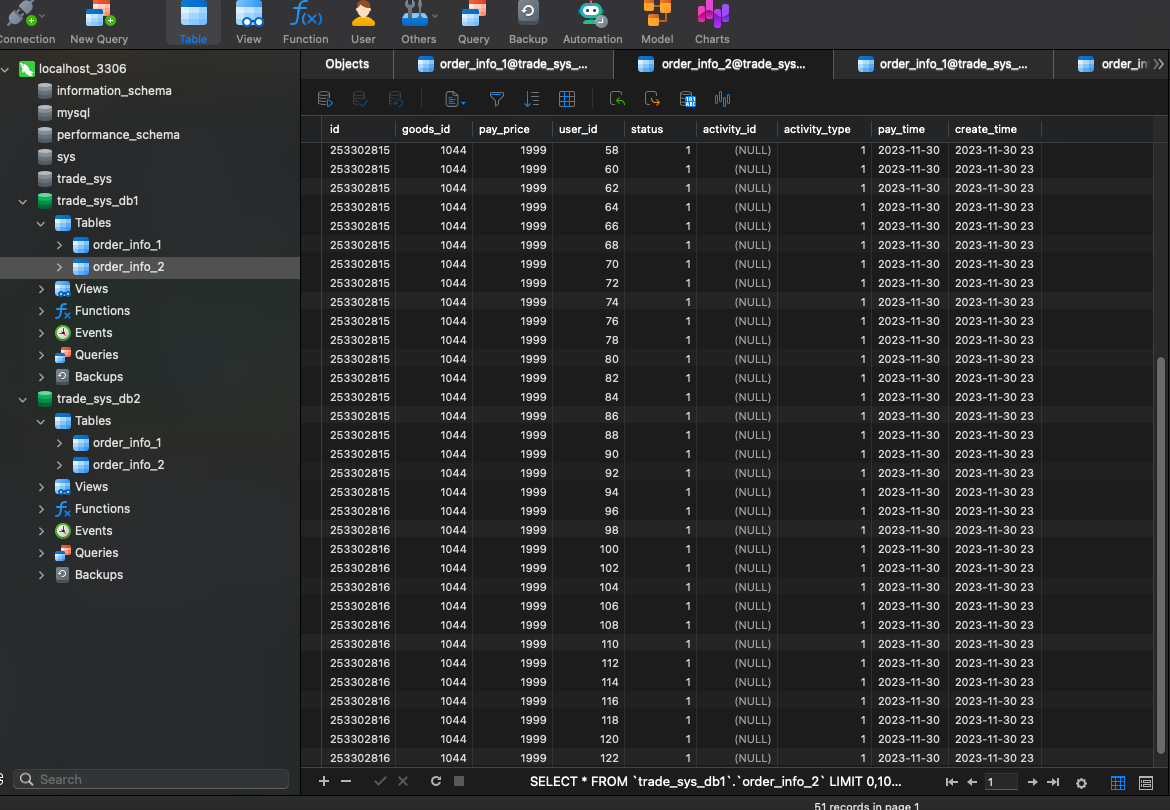 Connection New Query Table View Function User Others Query Backup Automation Model Charts
localhost_3306
information_schema
mysql
performance_schema
sys
trade_sys
trade_sys_db1
Tables
order_info_1
order_info_2
Views
Functions
Events
Queries
Backups
trade_sys_db2
Tables
order_info_1
order_info_2
Views
Functions
Events
Queries
Backups
Search
Objects order_info_1@trade_sys_... order_info_2@trade_sys... order_info_1@trade_sys_... order_in
id goods_id pay_price user_id status activity_id activity_type pay_time create_time
253302815 1044 1999 58 1 (NULL) 1 2023-11-30 2023-11-30 23
253302815 1044 1999 60 1 (NULL) 1 2023-11-30 2023-11-30 23
253302815 1044 1999 62 1 (NULL) 1 2023-11-30 2023-11-30 23
253302815 1044 1999 64 1 (NULL) 1 2023-11-30 2023-11-30 23
253302815 1044 1999 66 1 (NULL) 1 2023-11-30 2023-11-30 23
253302815 1044 1999 68 1 (NULL) 1 2023-11-30 2023-11-30 23
253302815 1044 1999 70 1 (NULL) 1 2023-11-30 2023-11-30 23
253302815 1044 1999 72 1 (NULL) 1 2023-11-30 2023-11-30 23
253302815 1044 1999 74 1 (NULL) 1 2023-11-30 2023-11-30 23
253302815 1044 1999 76 1 (NULL) 1 2023-11-30 2023-11-30 23
253302815 1044 1999 78 1 (NULL) 1 2023-11-30 2023-11-30 23
253302815 1044 1999 80 1 (NULL) 1 2023-11-30 2023-11-30 23
253302815 1044 1999 82 1 (NULL) 1 2023-11-30 2023-11-30 23
253302815 1044 1999 84 1 (NULL) 1 2023-11-30 2023-11-30 23
253302815 1044 1999 86 1 (NULL) 1 2023-11-30 2023-11-30 23
253302815 1044 1999 88 1 (NULL) 1 2023-11-30 2023-11-30 23
253302815 1044 1999 90 1 (NULL) 1 2023-11-30 2023-11-30 23
253302815 1044 1999 92 1 (NULL) 1 2023-11-30 2023-11-30 23
253302815 1044 1999 94 1 (NULL) 1 2023-11-30 2023-11-30 23
253302816 1044 1999 96 1 (NULL) 1 2023-11-30 2023-11-30 23
253302816 1044 1999 98 1 (NULL) 1 2023-11-30 2023-11-30 23
253302816 1044 1999 100 1 (NULL) 1 2023-11-30 2023-11-30 23
253302816 1044 1999 102 1 (NULL) 1 2023-11-30 2023-11-30 23
253302816 1044 1999 104 1 (NULL) 1 2023-11-30 2023-11-30 23
253302816 1044 1999 106 1 (NULL) 1 2023-11-30 2023-11-30 23
253302816 1044 1999 108 1 (NULL) 1 2023-11-30 2023-11-30 23
253302816 1044 1999 110 1 (NULL) 1 2023-11-30 2023-11-30 23
253302816 1044 1999 112 1 (NULL) 1 2023-11-30 2023-11-30 23
253302816 1044 1999 114 1 (NULL) 1 2023-11-30 2023-11-30 23
253302816 1044 1999 116 1 (NULL) 1 2023-11-30 2023-11-30 23
253302816 1044 1999 118 1 (NULL) 1 2023-11-30 2023-11-30 23
253302816 1044 1999 120 1 (NULL) 1 2023-11-30 2023-11-30 23
253302816 1044 1999 122 1 (NULL) 1 2023-11-30 2023-11-30 23
SELECT * FROM `trade_sys_db1`.`order_info_2` LIMIT 0,10... 1
51 records in page 1